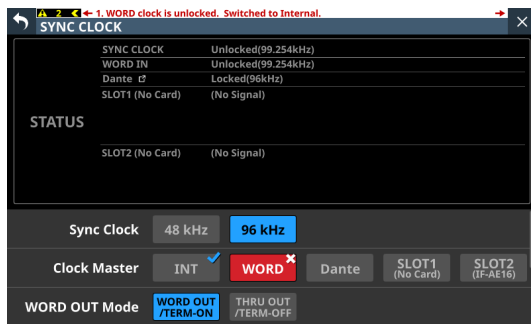 2 1. WORD clock is unlocked. Switched to Internal.
SYNC CLOCK
SYNC CLOCK Unlocked(99.254kHz)
WORD IN Unlocked(99.254kHz)
Dante Locked(96kHz)
SLOT1 (No Card) (No Signal)
STATUS
SLOT2 (No Card) (No Signal)
Sync Clock 48 kHz 96 kHz
Clock Master INT WORD Dante SLOT1 SLOT2
(No Card) (IF-AE16)
WORD OUT Mode WORD OUT THRU OUT
/TERM-ON /TERM-OFF